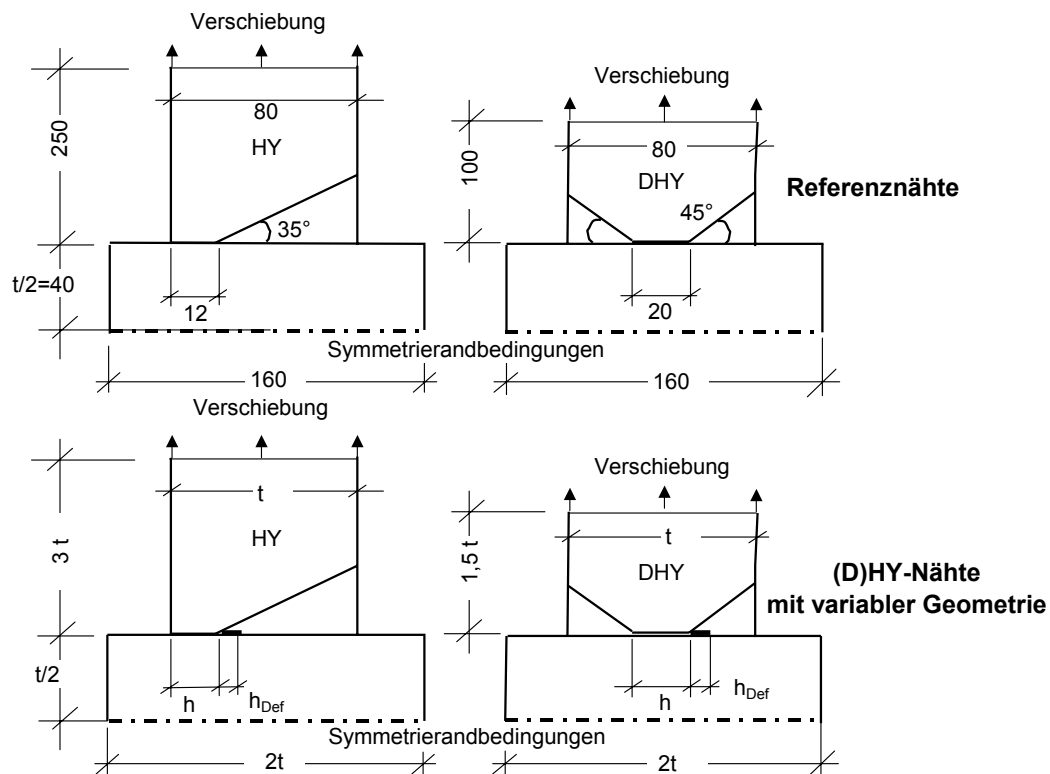 Verschiebung
80
250
HY
35°
t/2=40
12
160
Verschiebung
80
100
DHY
45°
20
160
Referenznähte
Symmetrierandbedingungen
Verschiebung
t
3 t
HY
t/2
h
hDef
2t
Verschiebung
t
1,5 t
DHY
h
hDef
2t
(D)HY-Nähte
mit variabler Geometrie
Symmetrierandbedingungen